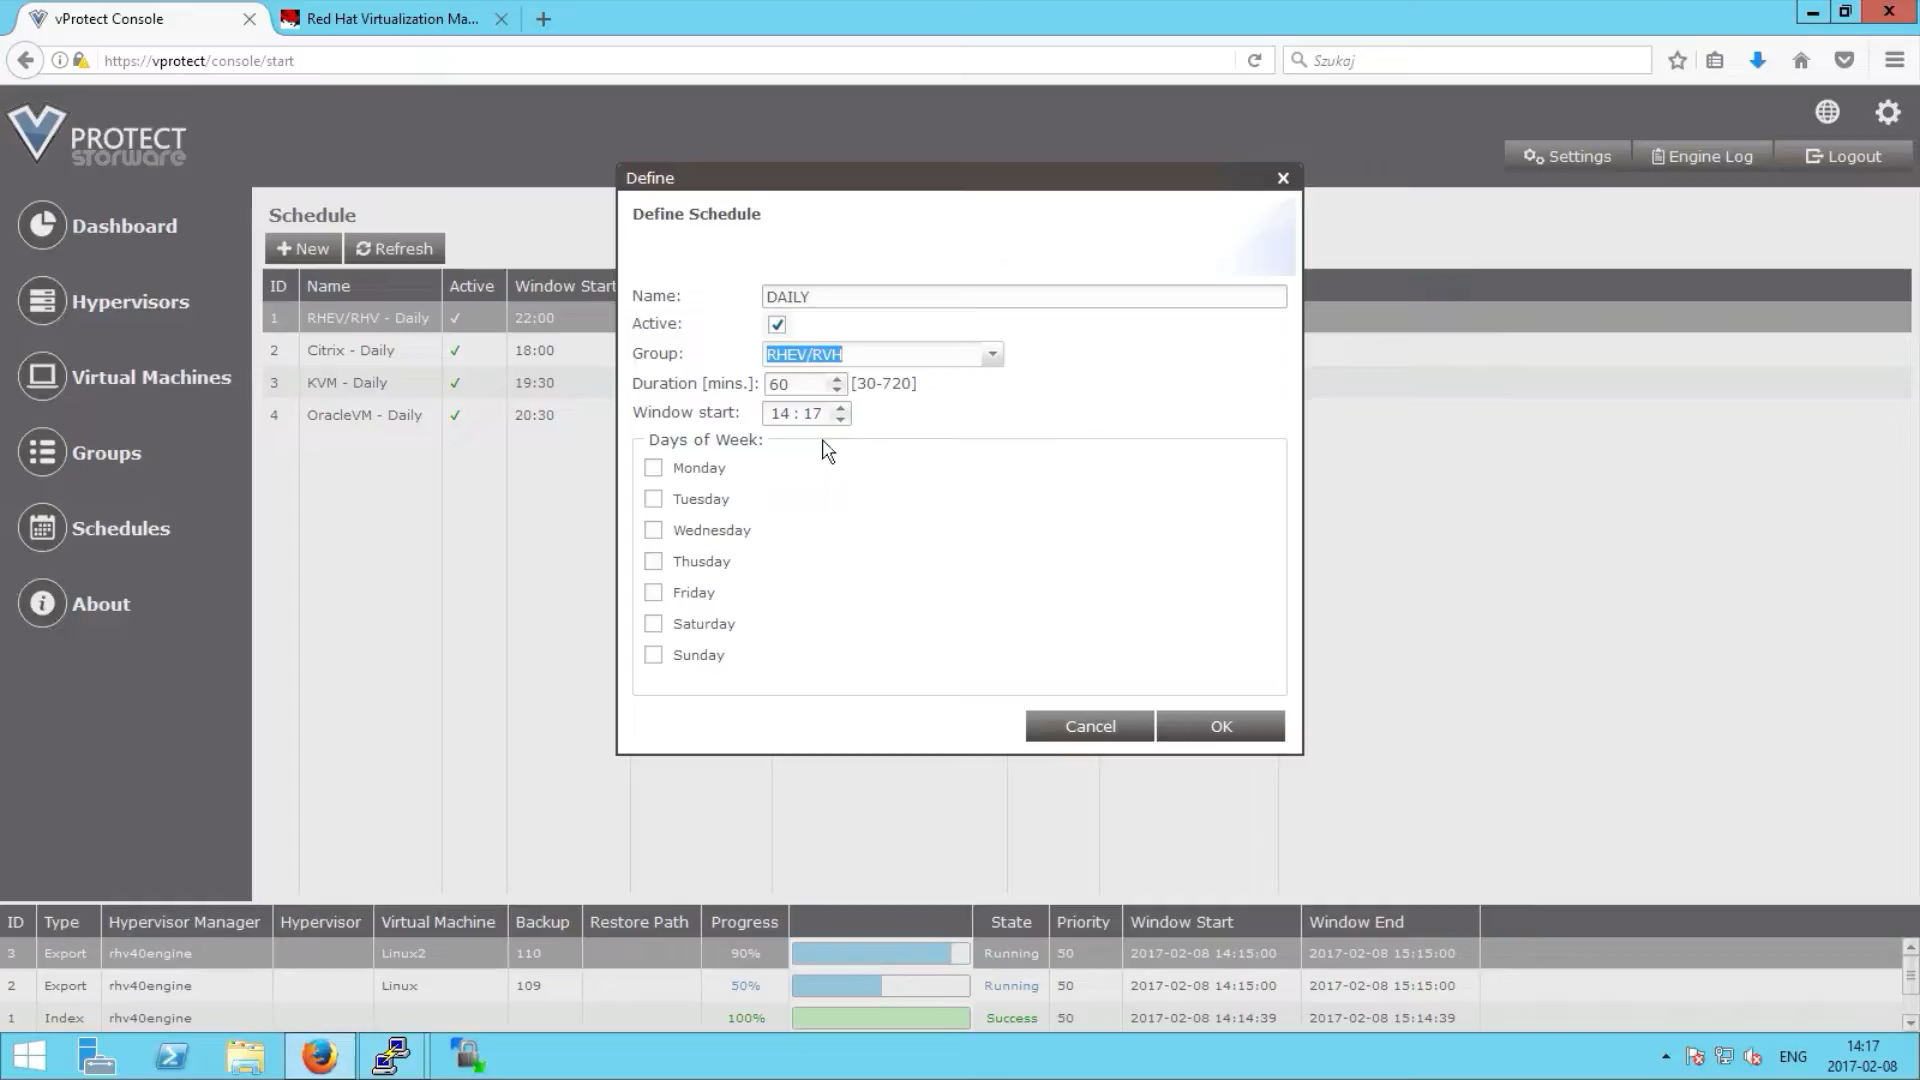 vProtect Console
Red Hat Virtualization Ma...
https://vprotect/console/start
Szukaj
PROTECT
storware
Settings
Engine Log
Logout
Dashboard
Hypervisors
Virtual Machines
Groups
Schedules
About
Schedule
New
Refresh
ID Name Active Window Start
1 RHEV/RHV - Daily ✓ 22:00
2 Citrix - Daily ✓ 18:00
3 KVM - Daily ✓ 19:30
4 OracleVM - Daily ✓ 20:30
Define
Define Schedule
Name: DAILY
Active:
Group: RHEV/RVH
Duration [mins.]: 60 [30-720]
Window start: 14 : 17
Days of Week:
Monday
Tuesday
Wednesday
Thusday
Friday
Saturday
Sunday
Cancel OK
ID Type Hypervisor Manager Hypervisor Virtual Machine Backup Restore Path Progress State Priority Window Start Window End
3 Export rhv40engine Linux2 110 90% Running 50 2017-02-08 14:15:00 2017-02-08 15:15:00
2 Export rhv40engine Linux 109 50% Running 50 2017-02-08 14:15:00 2017-02-08 15:15:00
1 Index rhv40engine 100% Success 50 2017-02-08 14:14:39 2017-02-08 15:14:39
ENG
14:17
2017-02-08